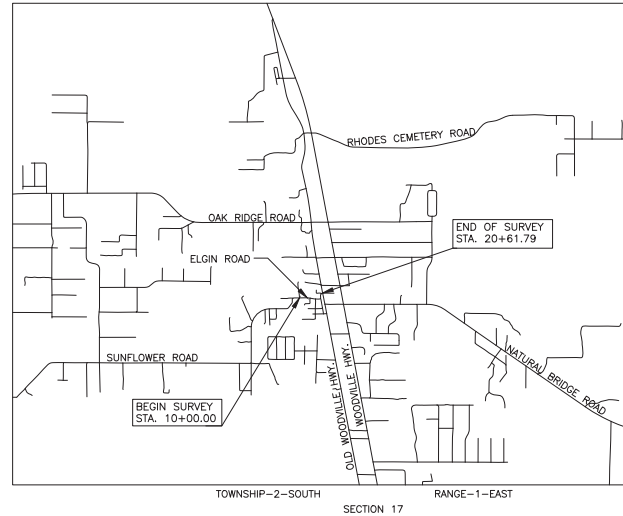 RHODES CEMETERY ROAD
OAK RIDGE ROAD
END OF SURVEY
STA. 20+61.79
ELGIN ROAD
SUNFLOWER ROAD
NATURAL BRIDGE ROAD
OLD WOODVILLE HWY.
WOODVILLE HWY.
BEGIN SURVEY
STA. 10+00.00
TOWNSHIP-2-SOUTH
RANGE-1-EAST
SECTION 17